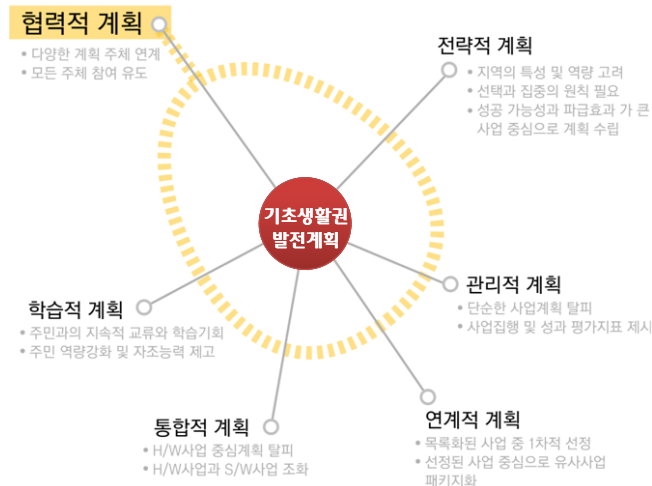 협력적 계획
• 다양한 계획 주체 연계
• 모든 주체 참여 유도
전략적 계획
• 지역의 특성 및 역량 고려
• 선택과 집중의 원칙 필요
• 성공 가능성과 파급효과 가 큰
사업 중심으로 계획 수립
기초생활권
발전계획
관리적 계획
• 단순한 사업계획 탈피
• 사업집행 및 성과 평가지표 제시
학습적 계획
• 주민과의 지속적 교류와 학습기회
• 주민 역량강화 및 자조능력 제고
통합적 계획
• H/W사업 중심계획 탈피
• H/W사업과 S/W사업 조화
연계적 계획
• 목록화된 사업 중 1차적 선정
• 선정된 사업 중심으로 유사사업
패키지화